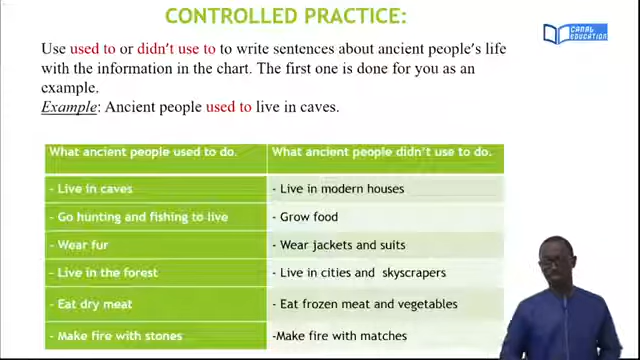 CONTROLLED PRACTICE:
CANAL
EDUCATION
Use used to or didn't use to to write sentences about ancient people's life
with the information in the chart. The first one is done for you as an
example.
Example: Ancient people used to live in caves.
What ancient people used to do. What ancient people didn't use to do.
- Live in caves - Live in modern houses
- Go hunting and fishing to live - Grow food
- Wear fur - Wear jackets and suits
- Live in the forest - Live in cities and skyscrapers
- Eat dry meat - Eat frozen meat and vegetables
- Make fire with stones -Make fire with matches